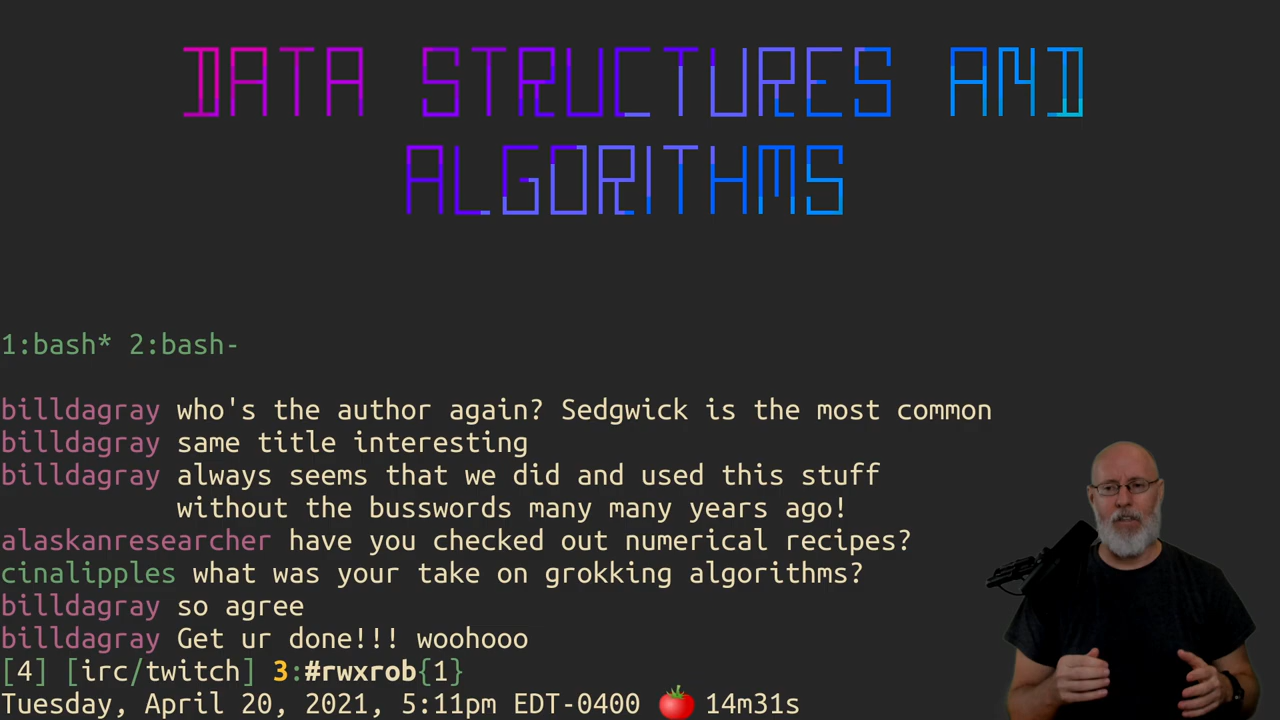 DATA STRUCTURES AND
ALGORITHMS
1:bash* 2:bash-
billdagray who's the author again? Sedgwick is the most common
billdagray same title interesting
billdagray always seems that we did and used this stuff
without the busswords many many years ago!
alaskanresearcher have you checked out numerical recipes?
cinalipples what was your take on grokking algorithms?
billdagray so agree
billdagray Get ur done!!! woohooo
[4] [irc/twitch] 3:#rwxrob{1}
Tuesday, April 20, 2021, 5:11pm EDT-0400 🍅 14m31s